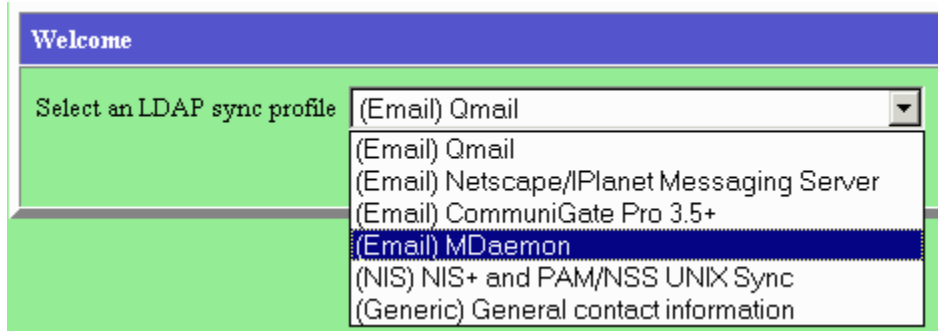 Welcome
Select an LDAP sync profile (Email) Qmail
(Email) Qmail
(Email) Netscape/IPlanet Messaging Server
(Email) CommuniGate Pro 3.5+
(Email) MDaemon
(NIS) NIS+ and PAM/NSS UNIX Sync
(Generic) General contact information